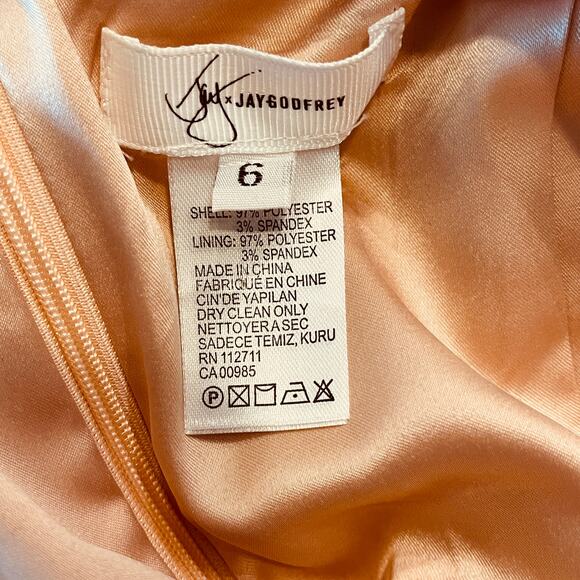 × JAYGODFREY
6
SHELL: 97% POLYESTER
3% SPANDEX
LINING: 97% POLYESTER
3% SPANDEX
MADE IN CHINA
FABRIQUÉ EN CHINE
CIN'DE YAPILAN
DRY CLEAN ONLY
NETTOYER A SEC
SADECE TEMIZ, KURU
RN 112711
CA 00985
P